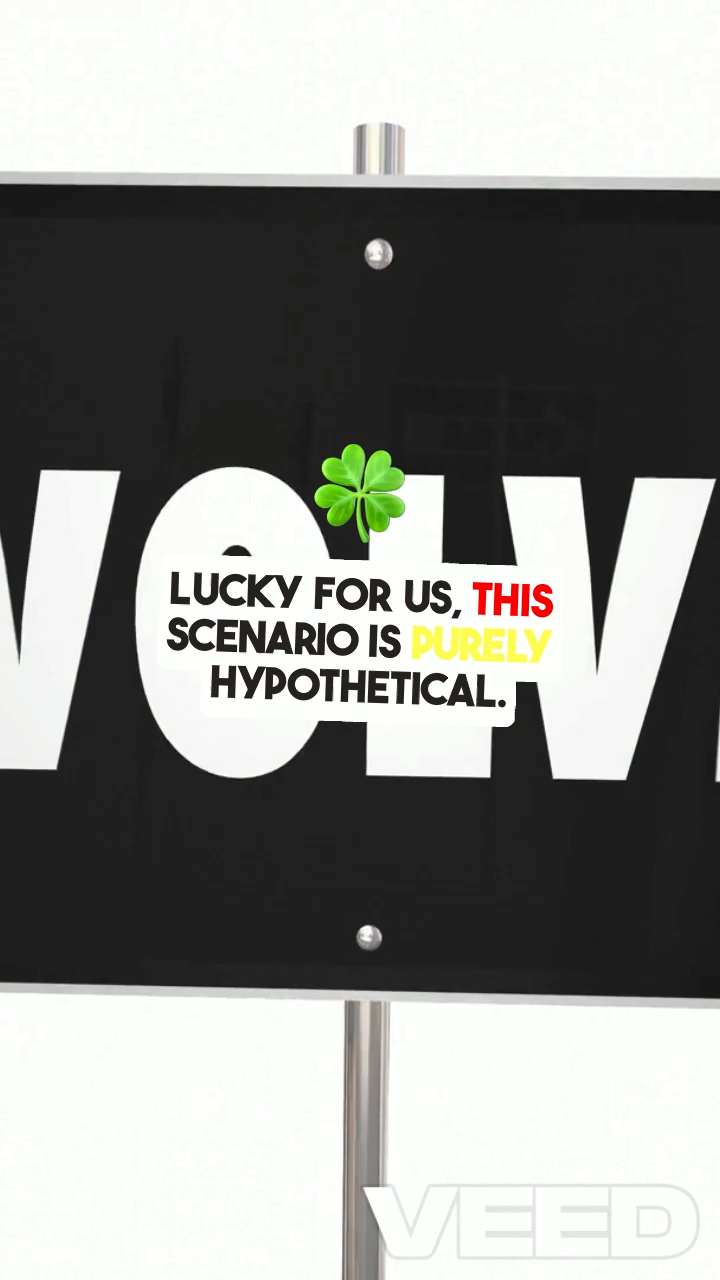 LUCKY FOR US, THIS
SCENARIO IS PURELY
HYPOTHETICAL.
VEED